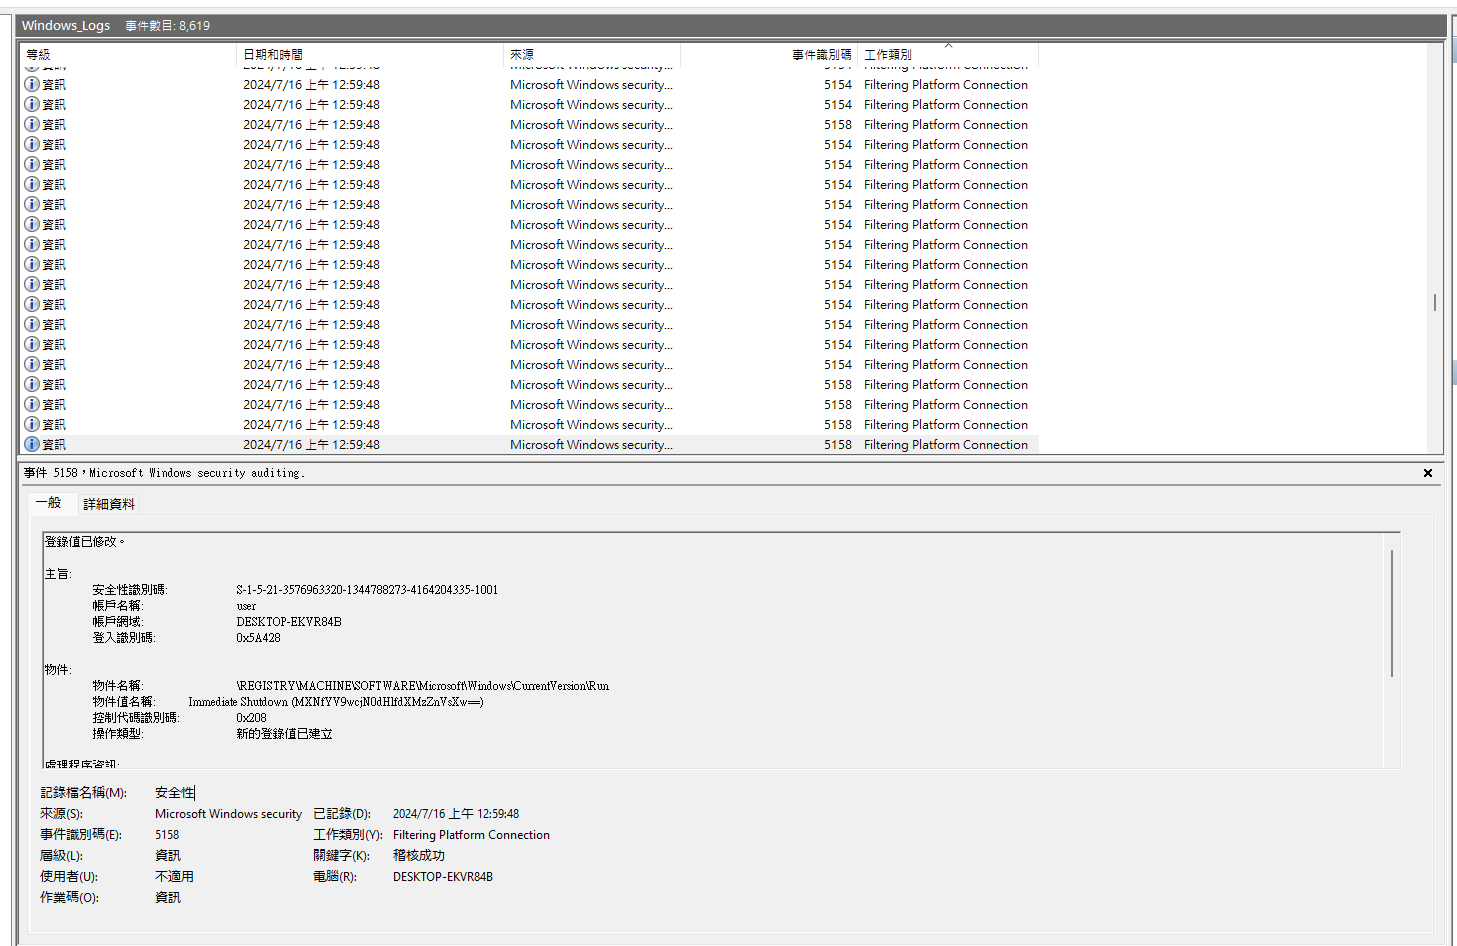 Windows_Logs 事件數目: 8,619
等級 日期和時間 來源 事件識別碼 工作類別
資訊 2024/7/16 上午 12:59:48 Microsoft Windows security... 5154 Filtering Platform Connection
資訊 2024/7/16 上午 12:59:48 Microsoft Windows security... 5154 Filtering Platform Connection
資訊 2024/7/16 上午 12:59:48 Microsoft Windows security... 5154 Filtering Platform Connection
資訊 2024/7/16 上午 12:59:48 Microsoft Windows security... 5158 Filtering Platform Connection
資訊 2024/7/16 上午 12:59:48 Microsoft Windows security... 5154 Filtering Platform Connection
資訊 2024/7/16 上午 12:59:48 Microsoft Windows security... 5154 Filtering Platform Connection
資訊 2024/7/16 上午 12:59:48 Microsoft Windows security... 5154 Filtering Platform Connection
資訊 2024/7/16 上午 12:59:48 Microsoft Windows security... 5154 Filtering Platform Connection
資訊 2024/7/16 上午 12:59:48 Microsoft Windows security... 5154 Filtering Platform Connection
資訊 2024/7/16 上午 12:59:48 Microsoft Windows security... 5154 Filtering Platform Connection
資訊 2024/7/16 上午 12:59:48 Microsoft Windows security... 5154 Filtering Platform Connection
資訊 2024/7/16 上午 12:59:48 Microsoft Windows security... 5154 Filtering Platform Connection
資訊 2024/7/16 上午 12:59:48 Microsoft Windows security... 5154 Filtering Platform Connection
資訊 2024/7/16 上午 12:59:48 Microsoft Windows security... 5154 Filtering Platform Connection
資訊 2024/7/16 上午 12:59:48 Microsoft Windows security... 5154 Filtering Platform Connection
資訊 2024/7/16 上午 12:59:48 Microsoft Windows security... 5154 Filtering Platform Connection
資訊 2024/7/16 上午 12:59:48 Microsoft Windows security... 5158 Filtering Platform Connection
資訊 2024/7/16 上午 12:59:48 Microsoft Windows security... 5158 Filtering Platform Connection
資訊 2024/7/16 上午 12:59:48 Microsoft Windows security... 5158 Filtering Platform Connection
資訊 2024/7/16 上午 12:59:48 Microsoft Windows security... 5158 Filtering Platform Connection
事件 5158，Microsoft Windows security auditing.
一般 詳細資料
登錄值已修改。
主旨:
安全性識別碼: S-1-5-21-3576963320-1344788273-4164204335-1001
帳戶名稱: user
帳戶網域: DESKTOP-EKVR84B
登入識別碼: 0x5A428
物件:
物件名稱: \REGISTRY\MACHINE\SOFTWARE\Microsoft\Windows\CurrentVersion\Run
物件值名稱: Immediate Shutdown (MXNfYV9wcjN0dHlfdXMzZnVsXw==)
控制代碼識別碼: 0x208
操作類型: 新的登錄值已建立
處理程序資訊:
記錄檔名稱(M): 安全性
來源(S): Microsoft Windows security 已記錄(D): 2024/7/16 上午 12:59:48
事件識別碼(E): 5158 工作類別(Y): Filtering Platform Connection
層級(L): 資訊 關鍵字(K): 稽核成功
使用者(U): 不適用 電腦(R): DESKTOP-EKVR84B
作業碼(O): 資訊